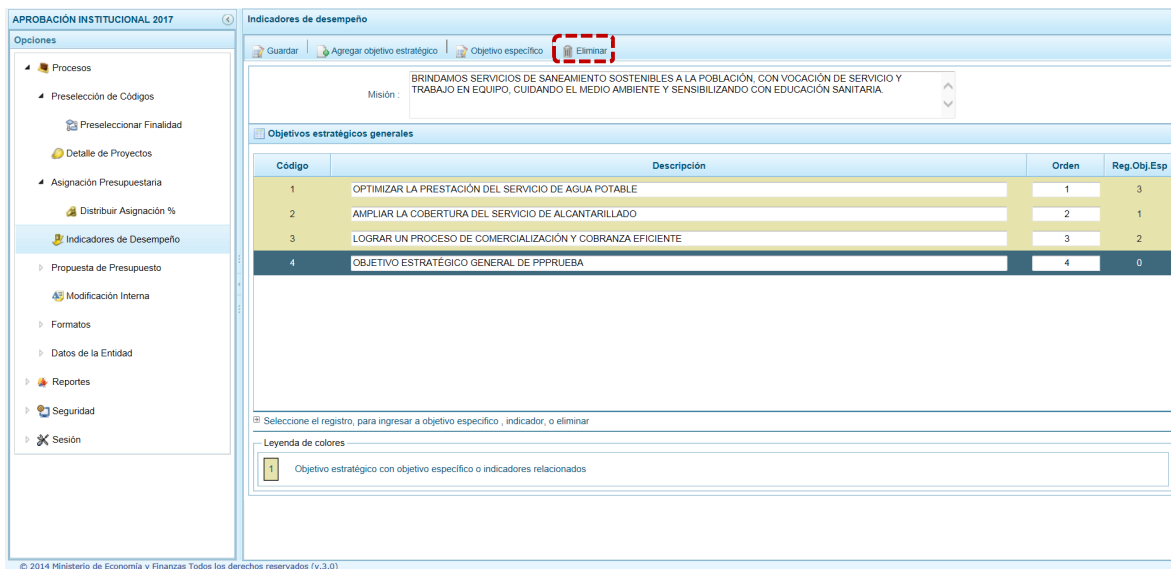 APROBACIÓN INSTITUCIONAL 2017
Opciones
Procesos
Preselección de Códigos
Preseleccionar Finalidad
Detalle de Proyectos
Asignación Presupuestaria
Distribuir Asignación %
Indicadores de Desempeño
Propuesta de Presupuesto
Modificación Interna
Formatos
Datos de la Entidad
Reportes
Seguridad
Sesión
Indicadores de desempeño
Guardar Agregar objetivo estratégico Objetivo específico Eliminar
Misión : BRINDAMOS SERVICIOS DE SANEAMIENTO SOSTENIBLES A LA POBLACIÓN, CON VOCACIÓN DE SERVICIO Y
TRABAJO EN EQUIPO, CUIDANDO EL MEDIO AMBIENTE Y SENSIBILIZANDO CON EDUCACIÓN SANITARIA.
Objetivos estratégicos generales
Código Descripción Orden Reg.Obj.Esp
1 OPTIMIZAR LA PRESTACIÓN DEL SERVICIO DE AGUA POTABLE 1 3
2 AMPLIAR LA COBERTURA DEL SERVICIO DE ALCANTARILLADO 2 1
3 LOGRAR UN PROCESO DE COMERCIALIZACIÓN Y COBRANZA EFICIENTE 3 2
4 OBJETIVO ESTRATÉGICO GENERAL DE PPPRUEBA 4 0
Seleccione el registro, para ingresar a objetivo especifico , indicador, o eliminar
Leyenda de colores
1 Objetivo estratégico con objetivo específico o indicadores relacionados
© 2014 Ministerio de Economía y Finanzas Todos los derechos reservados (v.3.0)